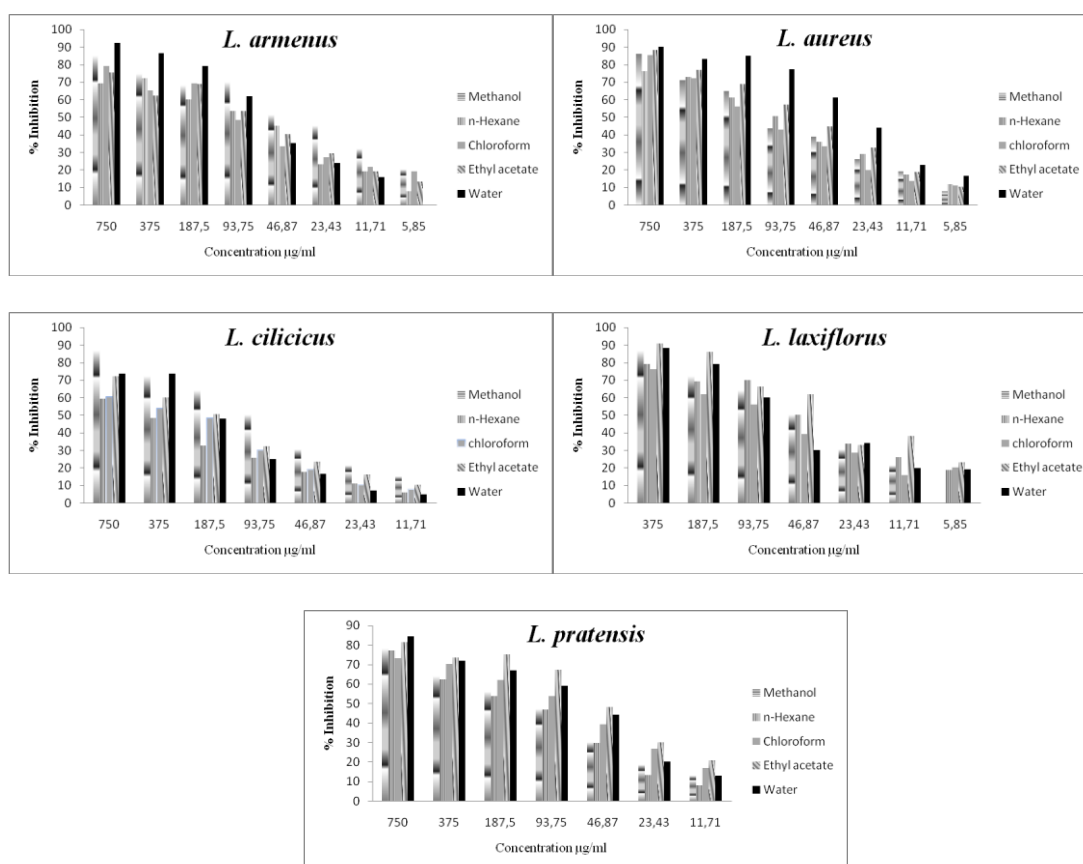 L. armenus
100
90
80
70
60
50
40
30
20
10
0
% Inhibition
750 375 187,5 93,75 46,87 23,43 11,71 5,85
Concentration µg/ml
Methanol
n-Hexane
Chloroform
Ethyl acetate
Water
L. aureus
100
90
80
70
60
50
40
30
20
10
0
% Inhibition
750 375 187,5 93,75 46,87 23,43 11,71 5,85
Concentration µg/ml
Methanol
n-Hexane
Chloroform
Ethyl acetate
Water
L. cilicicus
100
90
80
70
60
50
40
30
20
10
0
% Inhibition
750 375 187,5 93,75 46,87 23,43 11,71
Concentration µg/ml
Methanol
n-Hexane
chloroform
Ethyl acetate
Water
L. laxiflorus
100
90
80
70
60
50
40
30
20
10
0
% Inhibition
375 187,5 93,75 46,87 23,43 11,71 5,85
Concentration µg/ml
Methanol
n-Hexane
Chloroform
Ethyl acetate
Water
L. pratensis
90
80
70
60
50
40
30
20
10
0
% Inhibition
750 375 187,5 93,75 46,87 23,43 11,71
Concentration µg/ml
Methanol
n-Hexane
Chloroform
Ethyl acetate
Water